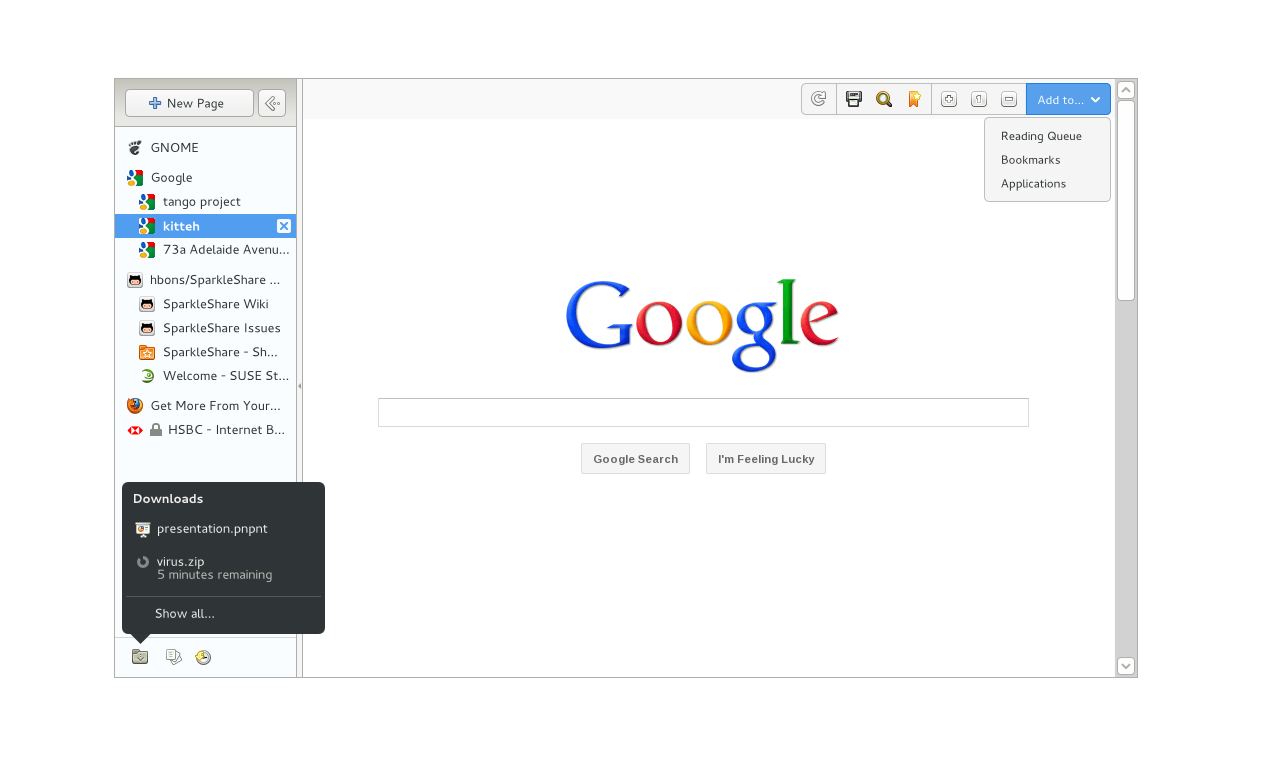 New Page
GNOME
Google
tango project
kitteh
73a Adelaide Avenu...
hbons/SparkleShare ...
SparkleShare Wiki
SparkleShare Issues
SparkleShare - Sh...
Welcome - SUSE St...
Get More From Your...
HSBC - Internet B...
Downloads
presentation.pnpnt
virus.zip
5 minutes remaining
Show all...
1
Add to...
Reading Queue
Bookmarks
Applications
Google
Google Search
I'm Feeling Lucky